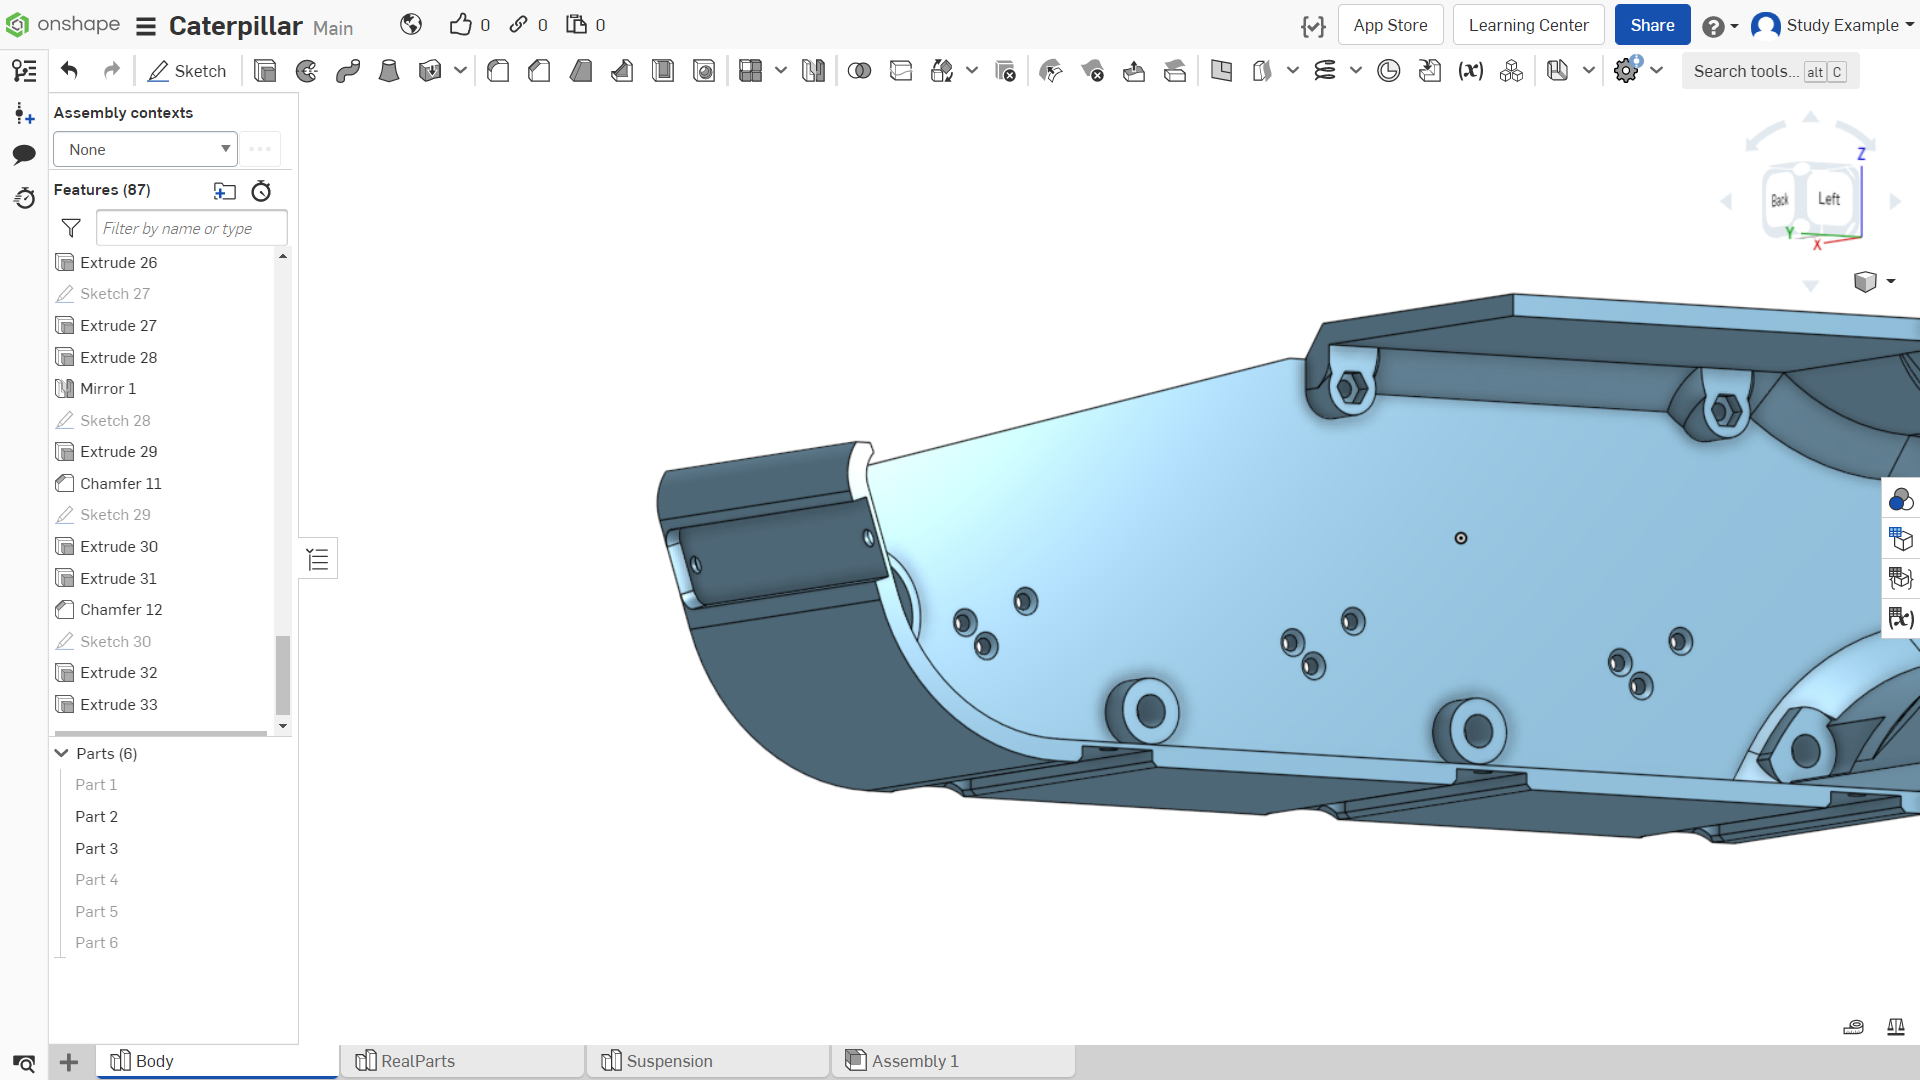 onshape Caterpillar Main 0 0 0 App Store Learning Center Share Study Example
Sketch Search tools... alt C
Assembly contexts
None
Features (87)
Filter by name or type
Extrude 26
Sketch 27
Extrude 27
Extrude 28
Mirror 1
Sketch 28
Extrude 29
Chamfer 11
Sketch 29
Extrude 30
Extrude 31
Chamfer 12
Sketch 30
Extrude 32
Extrude 33
Parts (6)
Part 1
Part 2
Part 3
Part 4
Part 5
Part 6
Z
Back Left
Y
X
Body RealParts Suspension Assembly 1